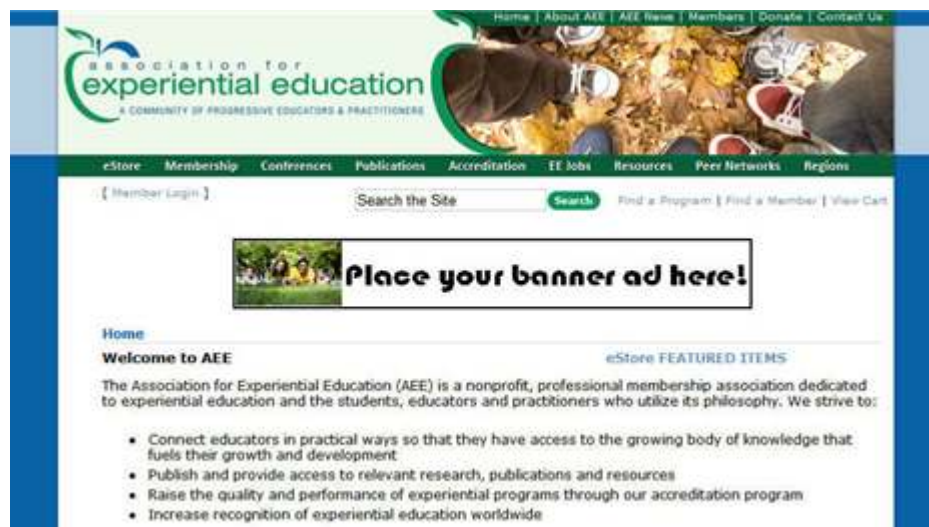 Home | About AEE | AEE News | Members | Donate | Contact Us
association for
experiential education
A COMMUNITY OF PROGRESSIVE EDUCATORS & PRACTITIONERS
eStore Membership Conferences Publications Accreditation EE Jobs Resources Peer Networks Regions
[ Member Login ] Search the Site Search Find a Program | Find a Member | View Cart
Place your banner ad here!
Home
Welcome to AEE eStore FEATURED ITEMS
The Association for Experiential Education (AEE) is a nonprofit, professional membership association dedicated
to experiential education and the students, educators and practitioners who utilize its philosophy. We strive to:
• Connect educators in practical ways so that they have access to the growing body of knowledge that
fuels their growth and development
• Publish and provide access to relevant research, publications and resources
• Raise the quality and performance of experiential programs through our accreditation program
• Increase recognition of experiential education worldwide